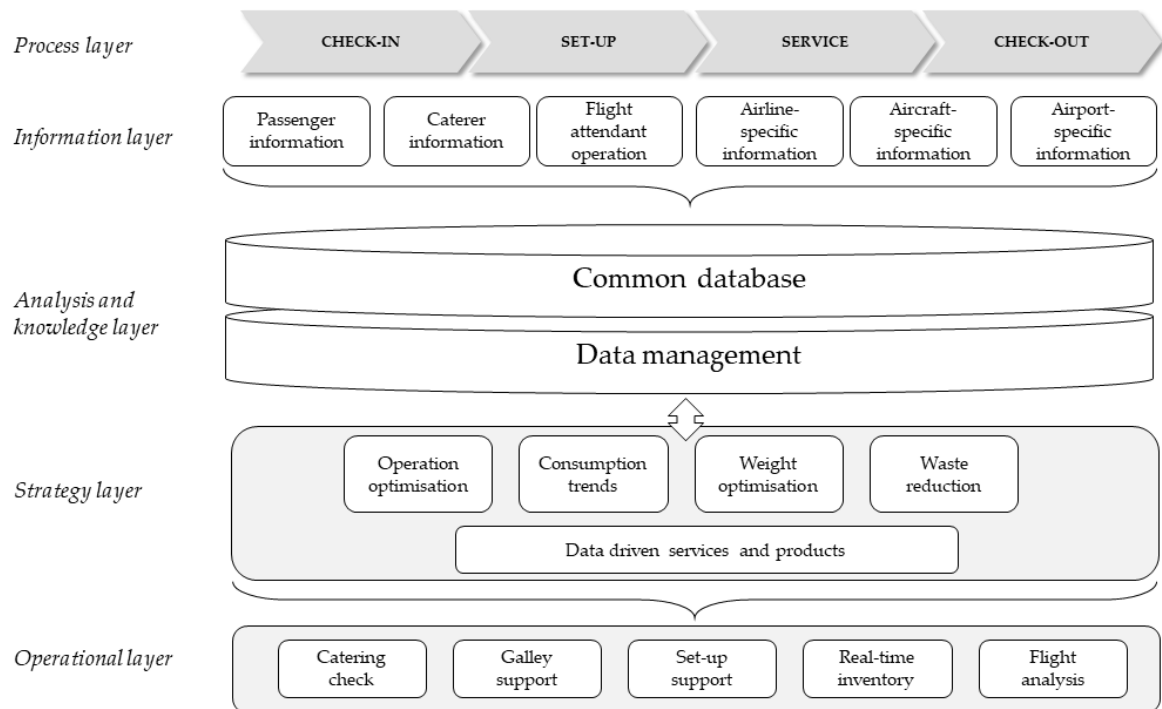 Process layer
CHECK-IN
SET-UP
SERVICE
CHECK-OUT
Information layer
Passenger
information
Caterer
information
Flight
attendant
operation
Airline-
specific
information
Aircraft-
specific
information
Airport-
specific
information
Analysis and
knowledge layer
Common database
Data management
Strategy layer
Operation
optimisation
Consumption
trends
Weight
optimisation
Waste
reduction
Data driven services and products
Operational layer
Catering
check
Galley
support
Set-up
support
Real-time
inventory
Flight
analysis